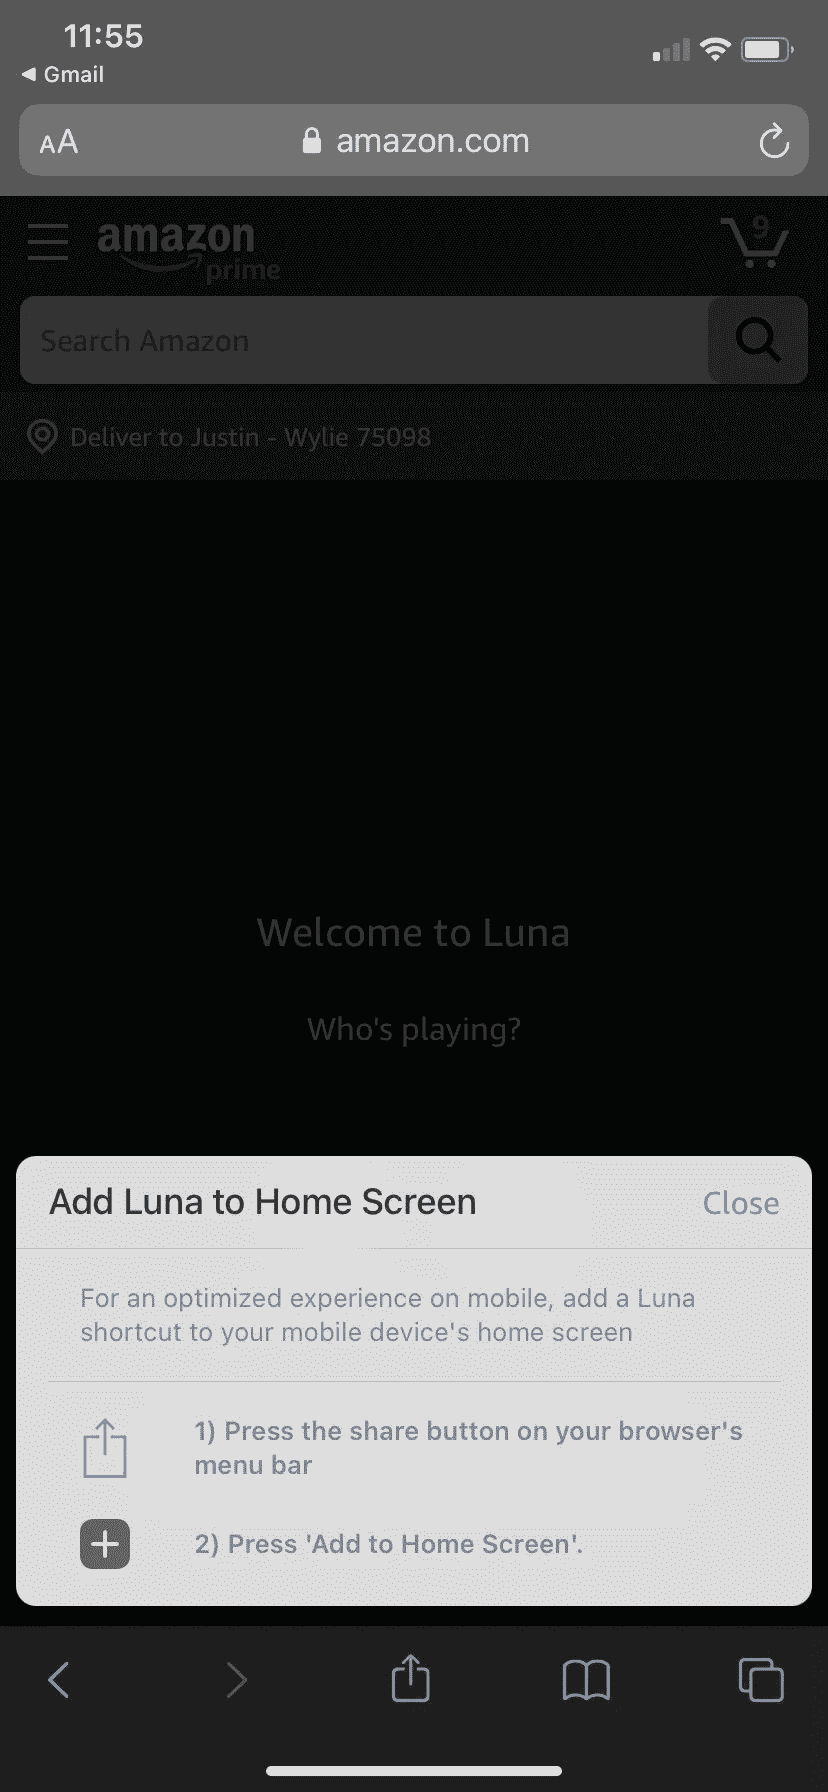 11:55
Gmail
AA
amazon.com
amazon
prime
9
Search Amazon
Deliver to Justin - Wylie 75098
Welcome to Luna
Who's playing?
Add Luna to Home Screen
Close
For an optimized experience on mobile, add a Luna
shortcut to your mobile device's home screen
1) Press the share button on your browser's
menu bar
2) Press 'Add to Home Screen'.